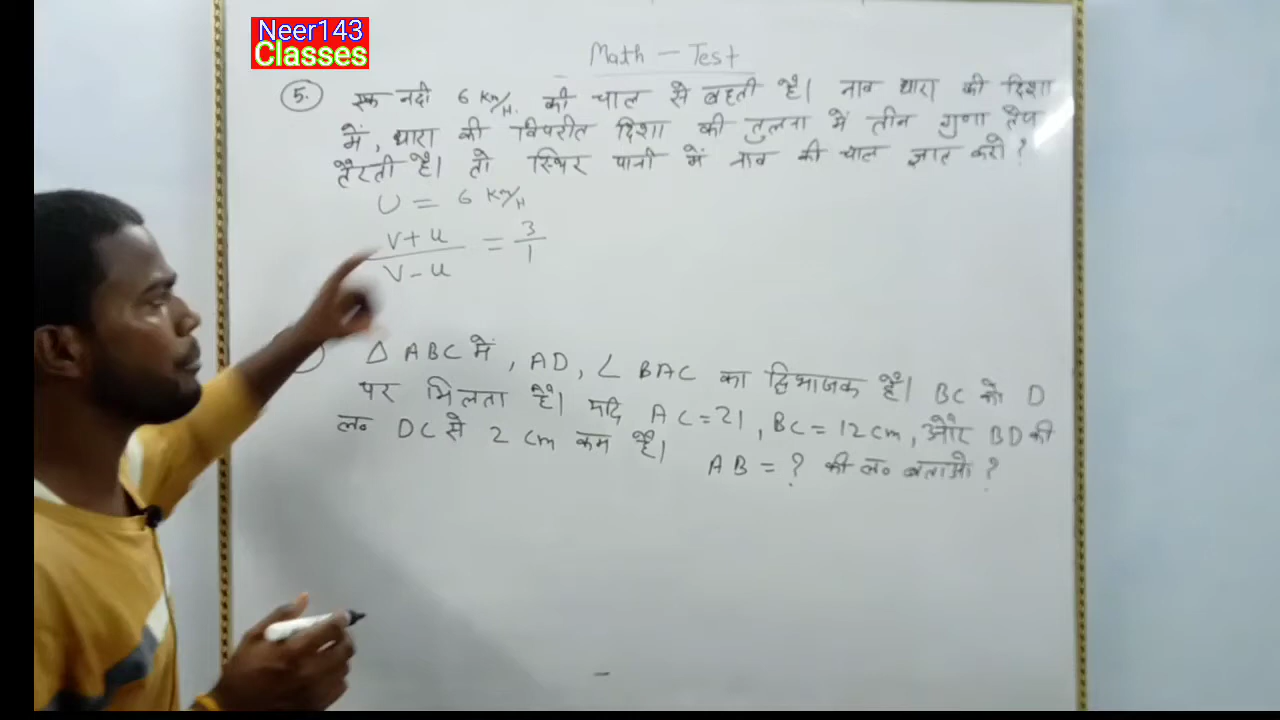 Neer143
Classes
Math - Test
5. एक नदी 6 Km/H. की चाल से बहती है। नाव धारा की दिशा
में, धारा की विपरीत दिशा की तुलना में तीन गुणा तेज
तैरती है। तो स्थिर पानी में नाव की चाल ज्ञात करो?
U = 6 Km/H
V+u / V-u = 3/1
Δ ABC में, AD, ∠ BAC का द्विभाजक है। BC को D
पर मिलता है। यदि AC = 21, BC = 12 cm, और BD की
ल० DC से 2 cm कम है।
AB = ? की ल० बताओ?